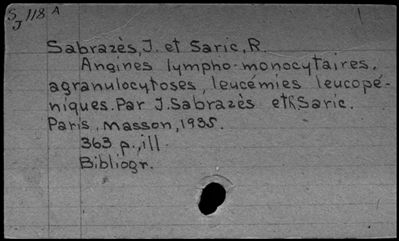 S 118 A
J
Sabrazès, J. et Saric, R.
Angines lympho-monocytaires,
agranulocytoses, leucémies leucopé-
niques. Par J. Sabrazès et R. Saric.
Paris, Masson, 1935.
363 p., ill.
Bibliogr.